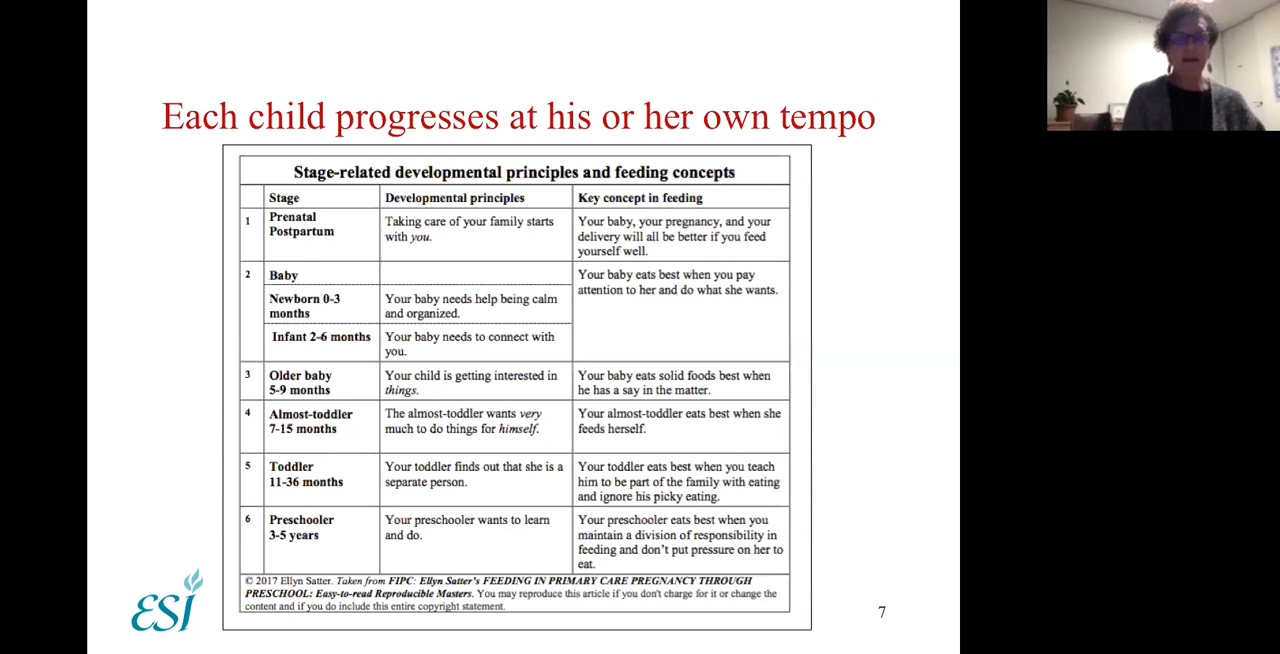 Each child progresses at his or her own tempo
Stage-related developmental principles and feeding concepts
Stage
Developmental principles
Key concept in feeding
1
Prenatal
Postpartum
Taking care of your family starts
with you.
Your baby, your pregnancy, and your
delivery will all be better if you feed
yourself well.
2
Baby
Your baby eats best when you pay
attention to her and do what she wants.
Newborn 0-3
months
Your baby needs help being calm
and organized.
Infant 2-6 months
Your baby needs to connect with
you.
3
Older baby
5-9 months
Your child is getting interested in
things.
Your baby eats solid foods best when
he has a say in the matter.
4
Almost-toddler
7-15 months
The almost-toddler wants very
much to do things for himself.
Your almost-toddler eats best when she
feeds herself.
5
Toddler
11-36 months
Your toddler finds out that she is a
separate person.
Your toddler eats best when you teach
him to be part of the family with eating
and ignore his picky eating.
6
Preschooler
3-5 years
Your preschooler wants to learn
and do.
Your preschooler eats best when you
maintain a division of responsibility in
feeding and don't put pressure on her to
eat.
© 2017 Ellyn Satter. Taken from FIPC: Ellyn Satter's FEEDING IN PRIMARY CARE PREGNANCY THROUGH
PRESCHOOL: Easy-to-read Reproducible Masters. You may reproduce this article if you don't charge for it or change the
content and if you do include this entire copyright statement.
ESI
7